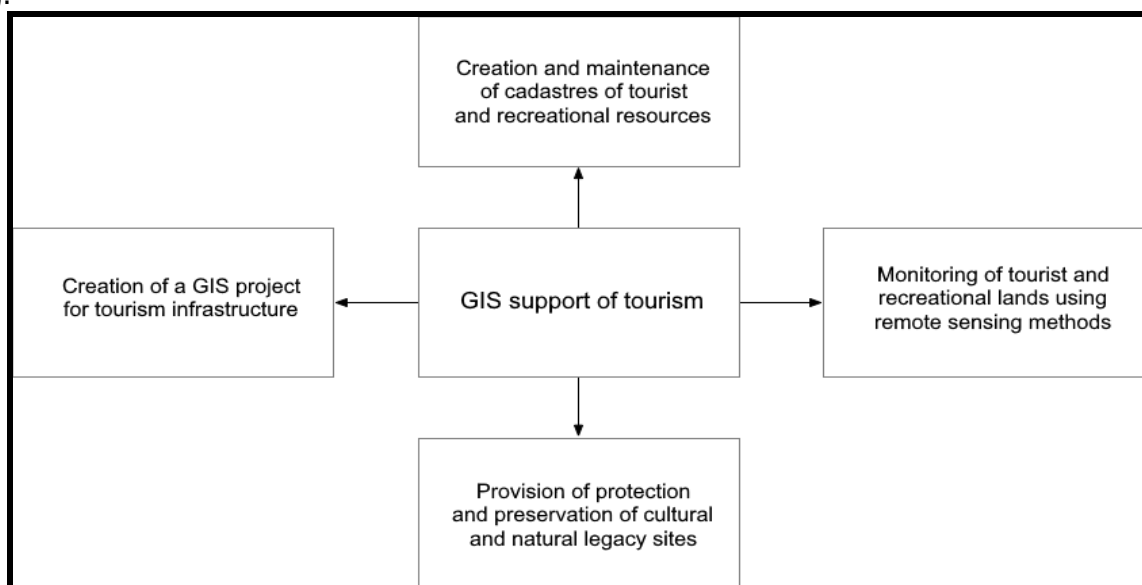 Creation and maintenance
of cadastres of tourist
and recreational resources
Creation of a GIS project
for tourism infrastructure
GIS support of tourism
Monitoring of tourist and
recreational lands using
remote sensing methods
Provision of protection
and preservation of cultural
and natural legacy sites